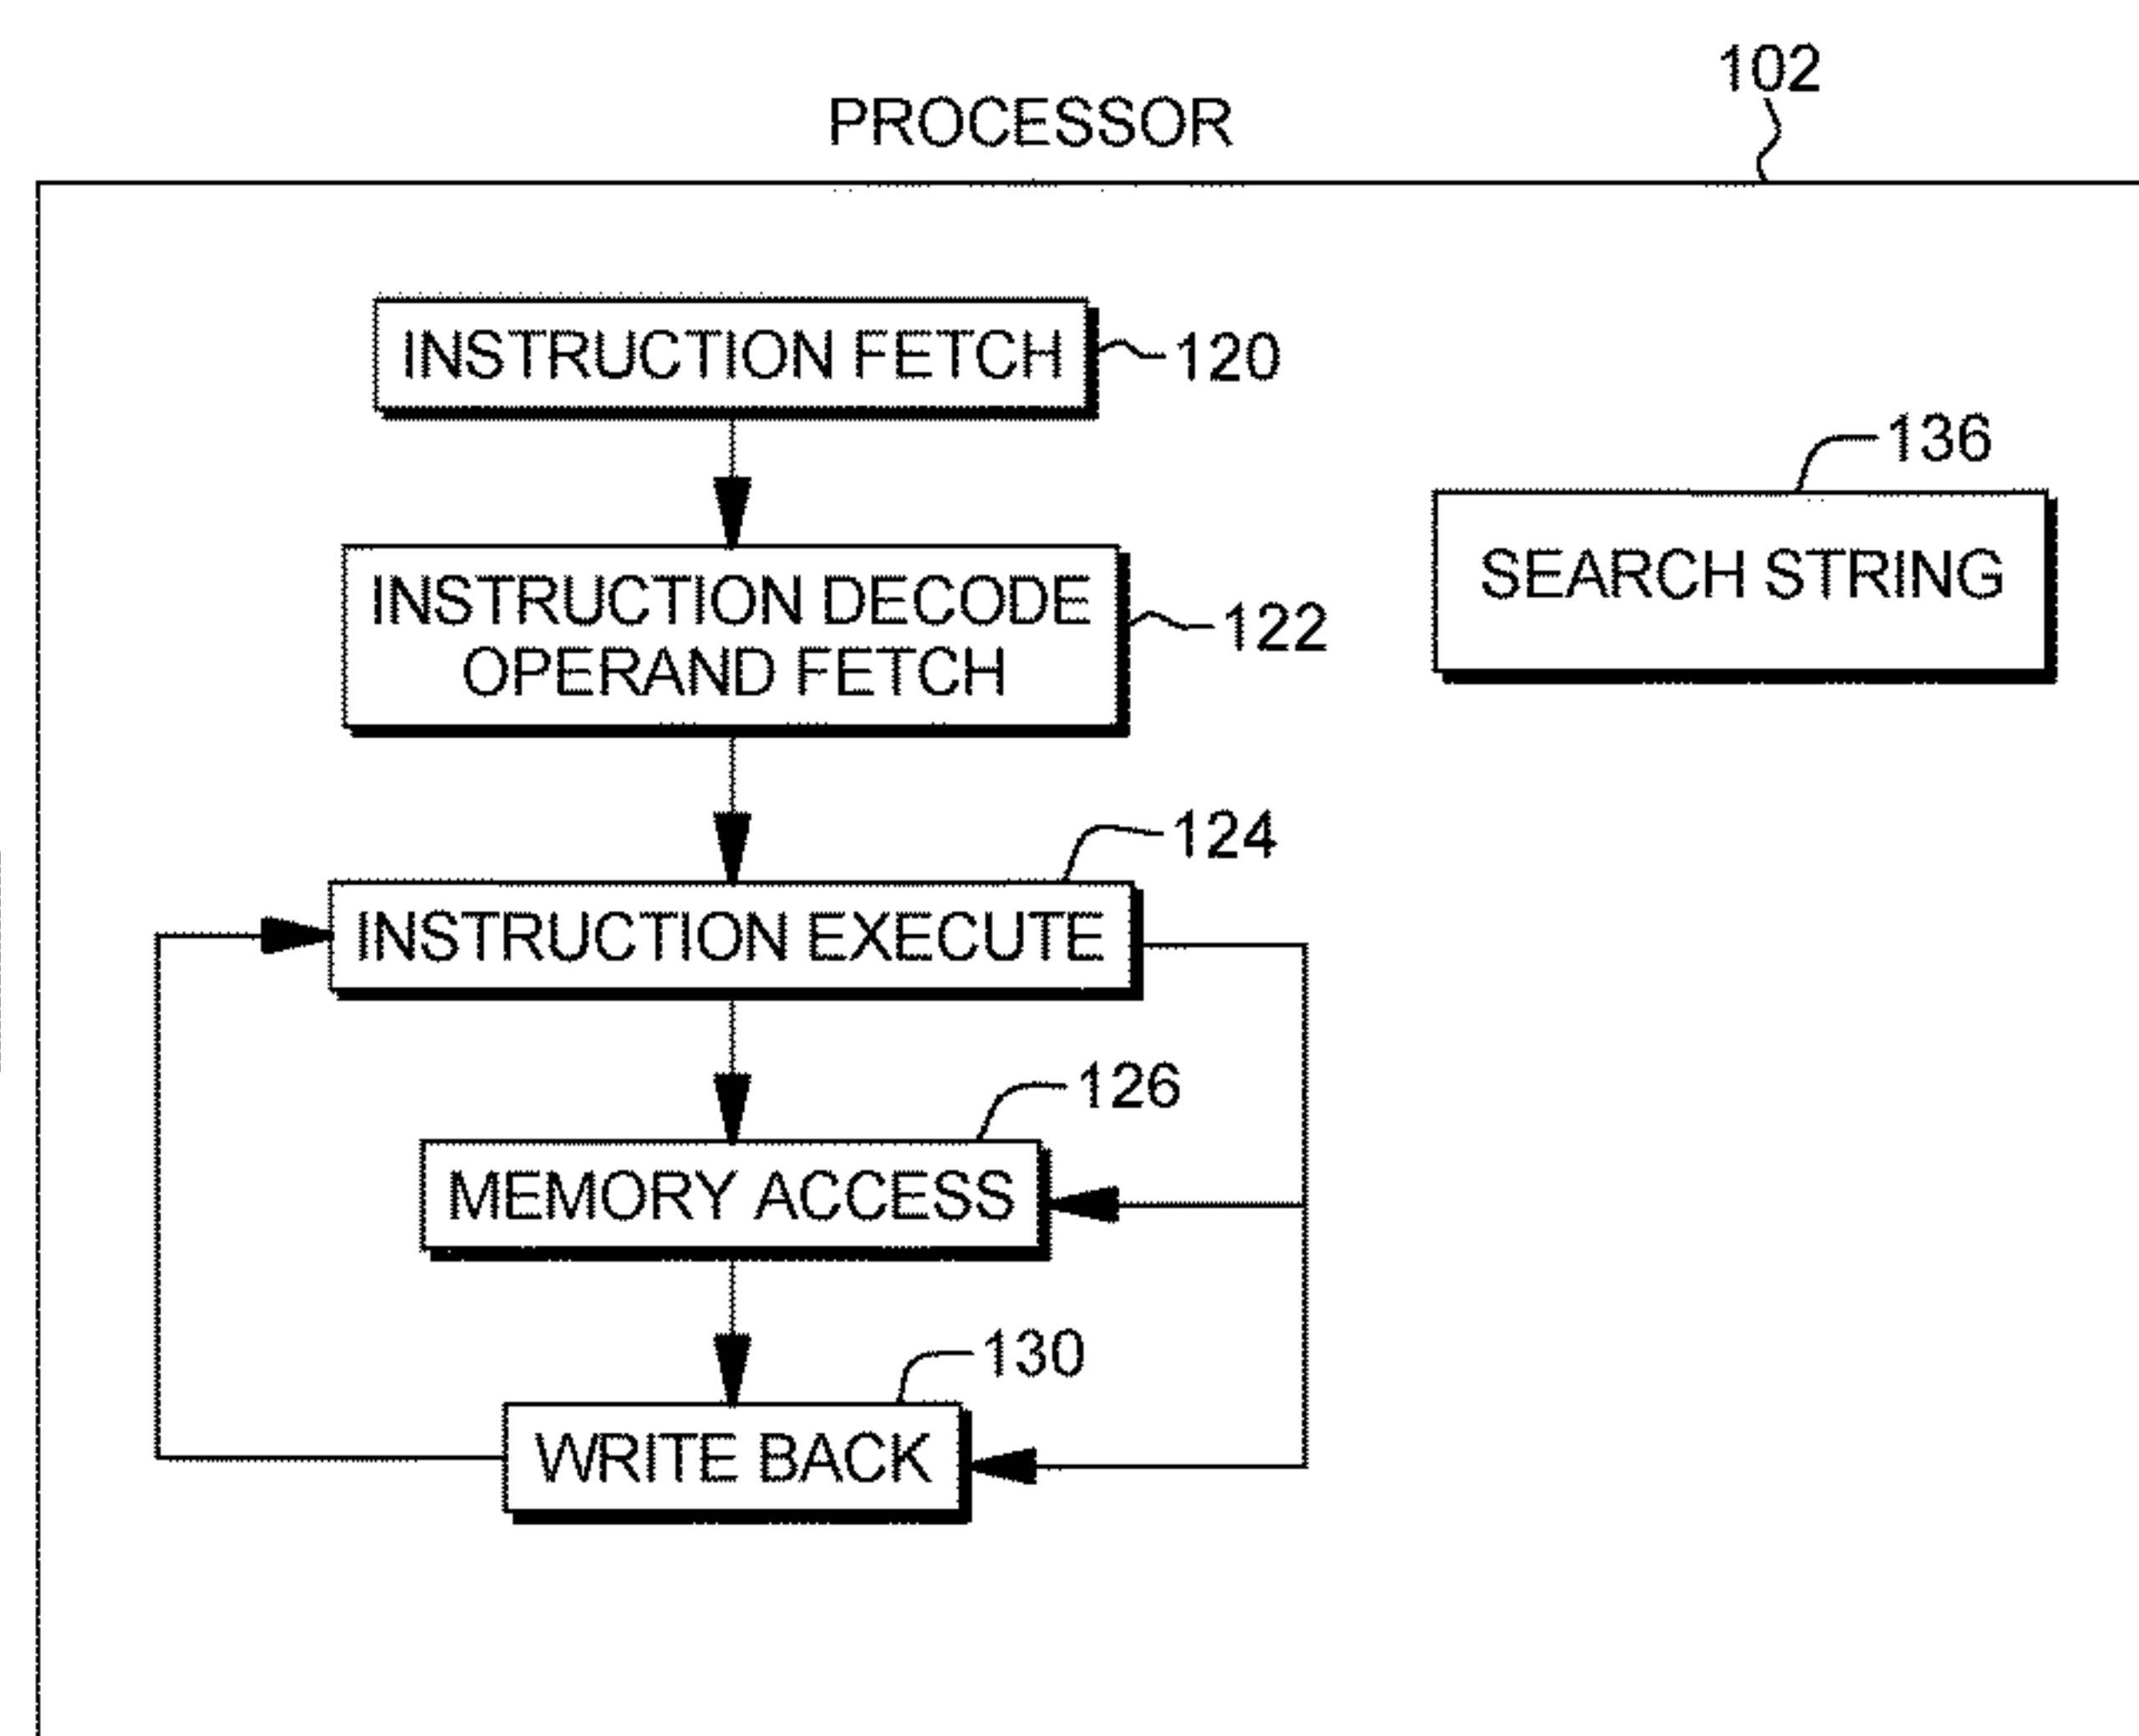 102
PROCESSOR
INSTRUCTION FETCH
120
136
SEARCH STRING
INSTRUCTION DECODE
OPERAND FETCH
122
124
INSTRUCTION EXECUTE
126
MEMORY ACCESS
130
WRITE BACK